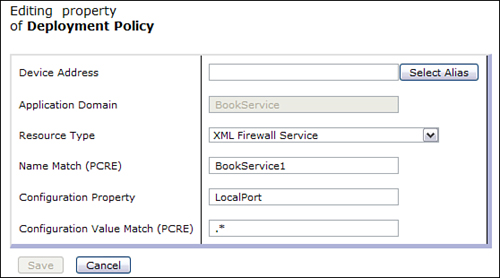 Editing property
of Deployment Policy
Device Address Select Alias
Application Domain BookService
Resource Type XML Firewall Service
Name Match (PCRE) BookService1
Configuration Property LocalPort
Configuration Value Match (PCRE) .*
Save Cancel